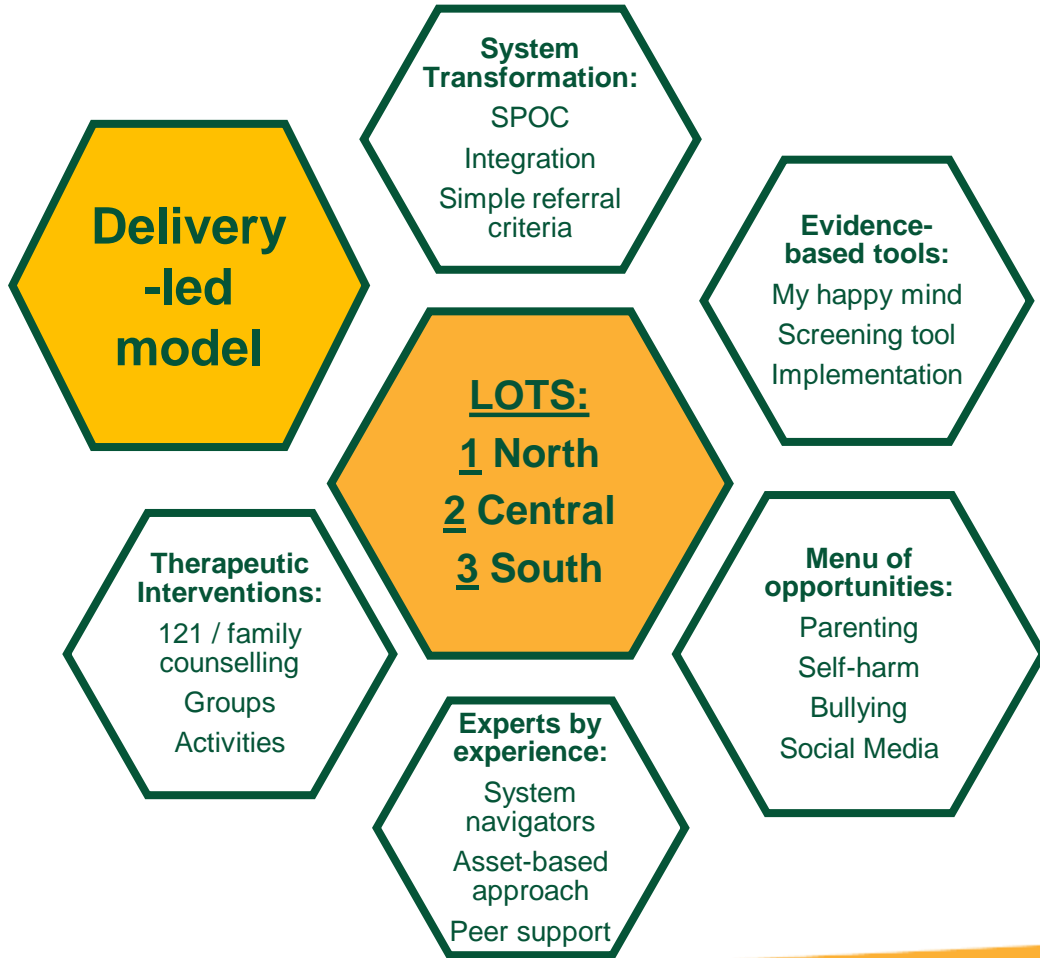 Delivery
-led
model
System
Transformation:
SPOC
Integration
Simple referral
criteria
Evidence-
based tools:
My happy mind
Screening tool
Implementation
LOTS:
1 North
2 Central
3 South
Therapeutic
Interventions:
121 / family
counselling
Groups
Activities
Menu of
opportunities:
Parenting
Self-harm
Bullying
Social Media
Experts by
experience:
System
navigators
Asset-based
approach
Peer support